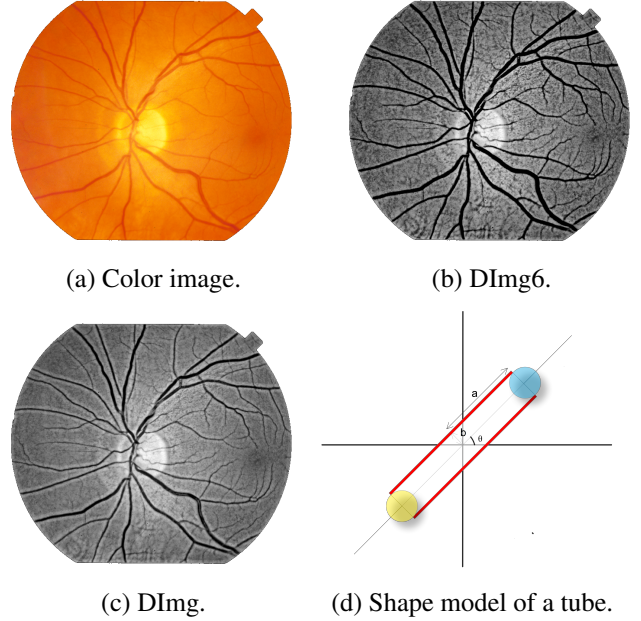 (a) Color image.
(b) DImg6.
a
b
θ
(c) DImg.
(d) Shape model of a tube.